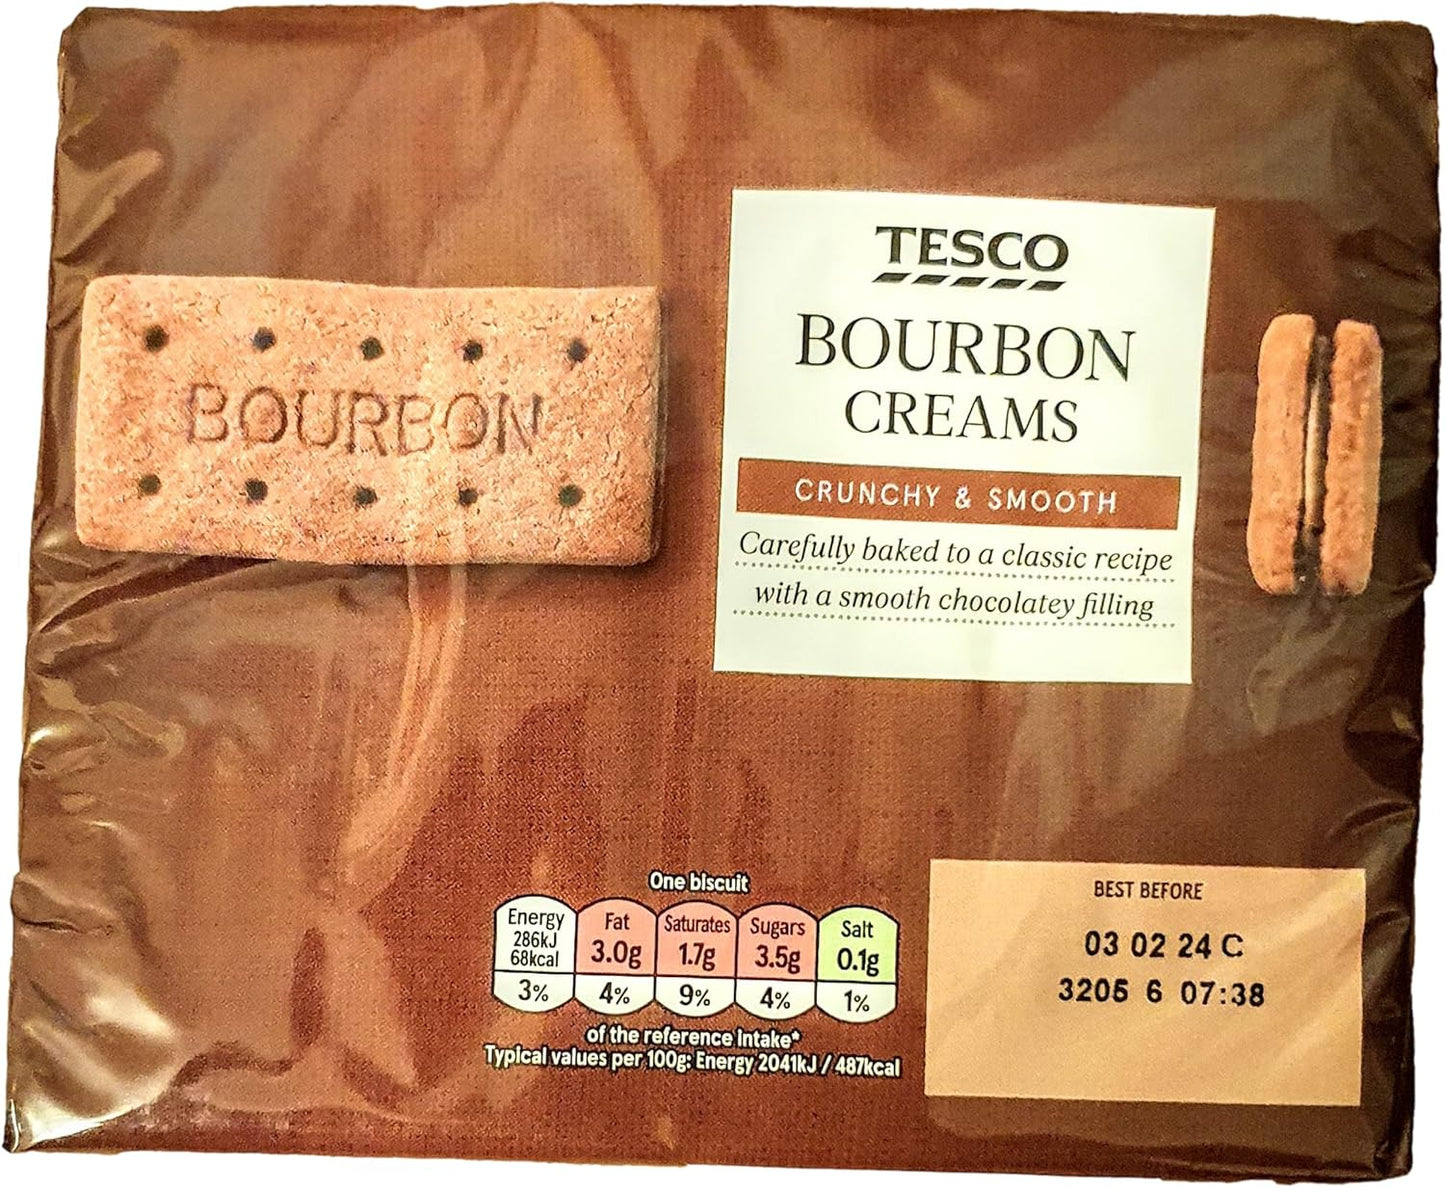 BOURBON
TESCO
BOURBON
CREAMS
CRUNCHY & SMOOTH
Carefully baked to a classic recipe
with a smooth chocolatey filling
One biscuit
Energy
286kJ
68kcal
3%
Fat
3.0g
4%
Saturates
1.7g
9%
Sugars
3.5g
4%
Salt
0.1g
1%
of the reference intake*
Typical values per 100g: Energy 2041kJ / 487kcal
BEST BEFORE
03 02 24 C
3205 6 07:38